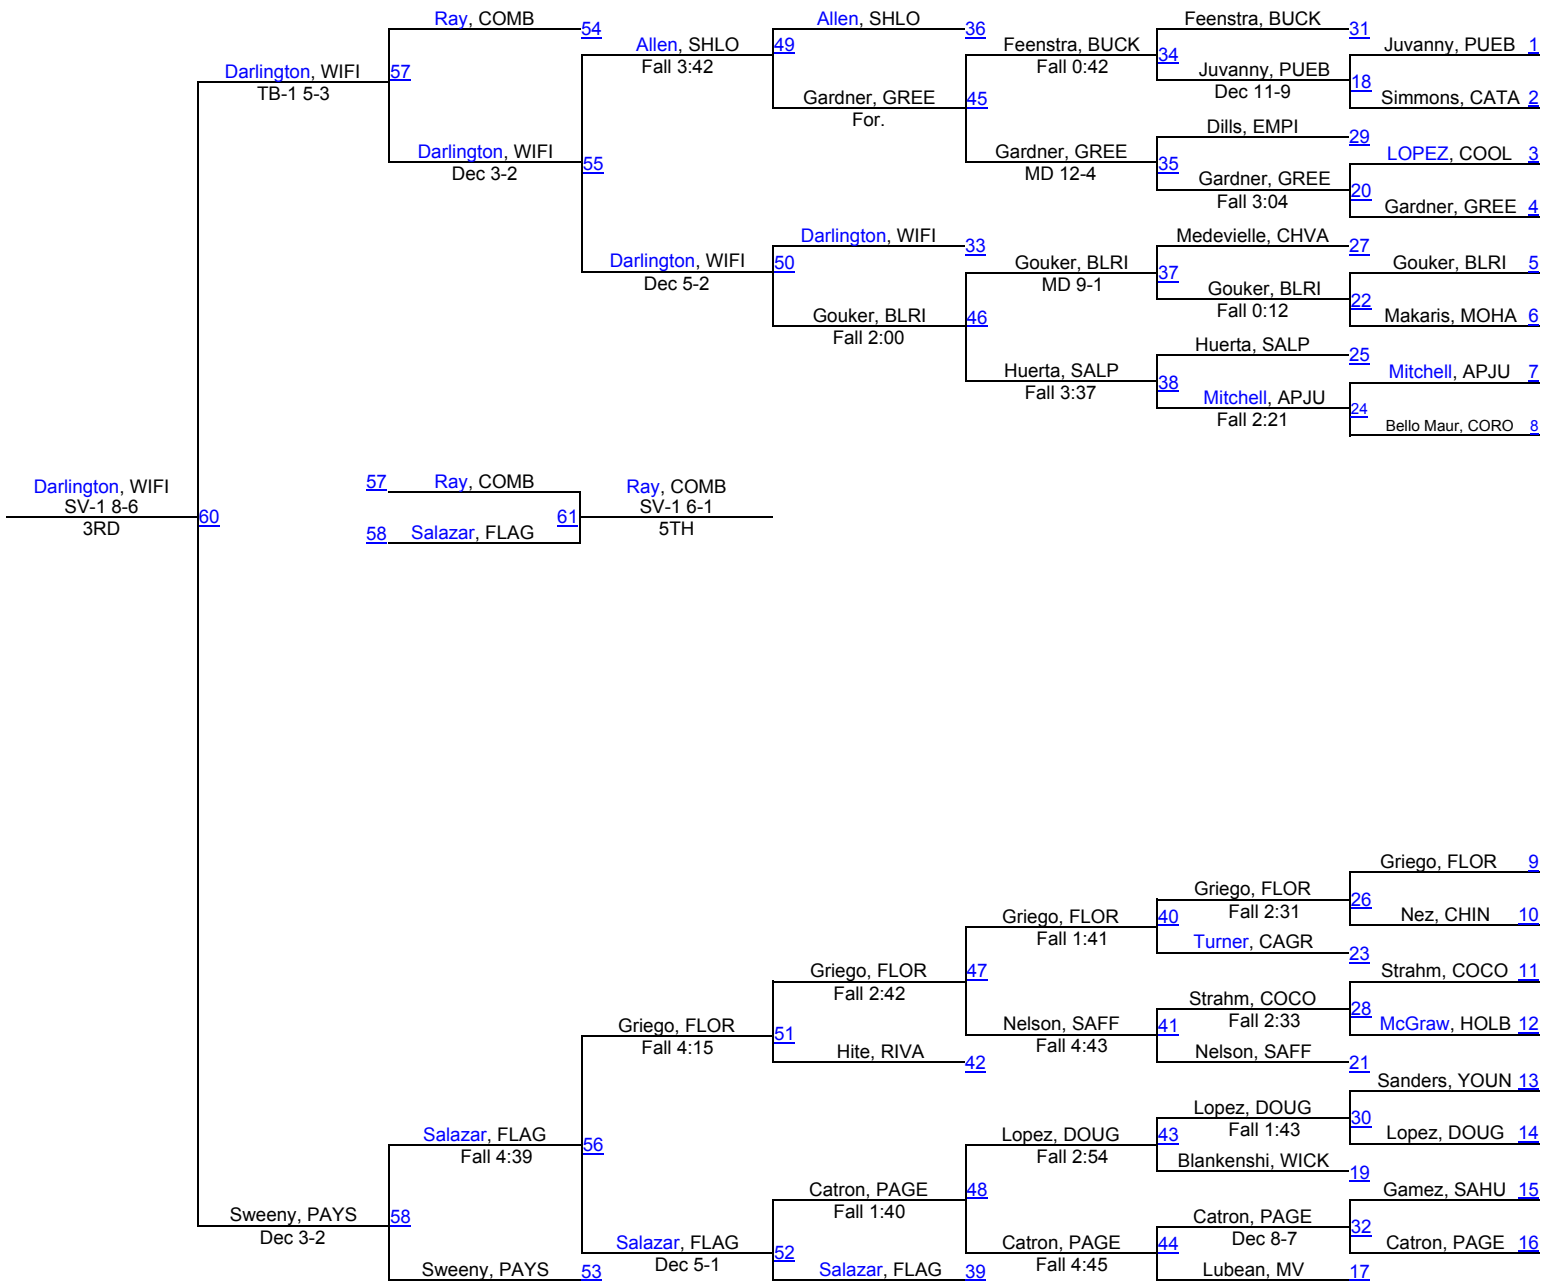 Ray, COMB
54
Allen, SHLO
36
Feenstra, BUCK
31
Allen, SHLO
Fall 3:42
49
Feenstra, BUCK
Fall 0:42
34
Juvanny, PUEB 1
Darlington, WIFI
TB-1 5-3
57
Juvanny, PUEB
Dec 11-9
18
Gardner, GREE
For.
45
Simmons, CATA 2
Dills, EMPI
29
Darlington, WIFI
Dec 3-2
55
Gardner, GREE
MD 12-4
35
LOPEZ, COOL 3
Gardner, GREE
Fall 3:04
20
Gardner, GREE 4
Darlington, WIFI
33
Medevielle, CHVA
27
Darlington, WIFI
Dec 5-2
50
Gouker, BLRI
MD 9-1
37
Gouker, BLRI 5
Gouker, BLRI
Fall 0:12
22
Gouker, BLRI
Fall 2:00
46
Makaris, MOHA 6
Huerta, SALP
25
Huerta, SALP
Fall 3:37
38
Mitchell, APJU 7
Mitchell, APJU
Fall 2:21
24
Bello Maur, CORO 8
Darlington, WIFI
SV-1 8-6
3RD
60
57 Ray, COMB
58 Salazar, FLAG
61
Ray, COMB
SV-1 6-1
5TH
Griego, FLOR 9
Griego, FLOR
Fall 2:31
26
Griego, FLOR
Fall 1:41
40
Nez, CHIN 10
Turner, CAGR
23
Griego, FLOR
Fall 2:42
47
Strahm, COCO 11
Strahm, COCO
Fall 2:33
28
Griego, FLOR
Fall 4:15
51
Nelson, SAFF
Fall 4:43
41
McGraw, HOLB 12
Hite, RIVA
42
Nelson, SAFF
21
Sanders, YOUN 13
Lopez, DOUG
Fall 1:43
30
Salazar, FLAG
Fall 4:39
56
Lopez, DOUG
Fall 2:54
43
Lopez, DOUG 14
Blankenshi, WICK
19
Catron, PAGE
Fall 1:40
48
Gamez, SAHU 15
Sweeny, PAYS
Dec 3-2
58
Catron, PAGE
Dec 8-7
32
Salazar, FLAG
Dec 5-1
52
Catron, PAGE
Fall 4:45
44
Catron, PAGE 16
Sweeny, PAYS
53
Salazar, FLAG
39
Lubean, MV
17